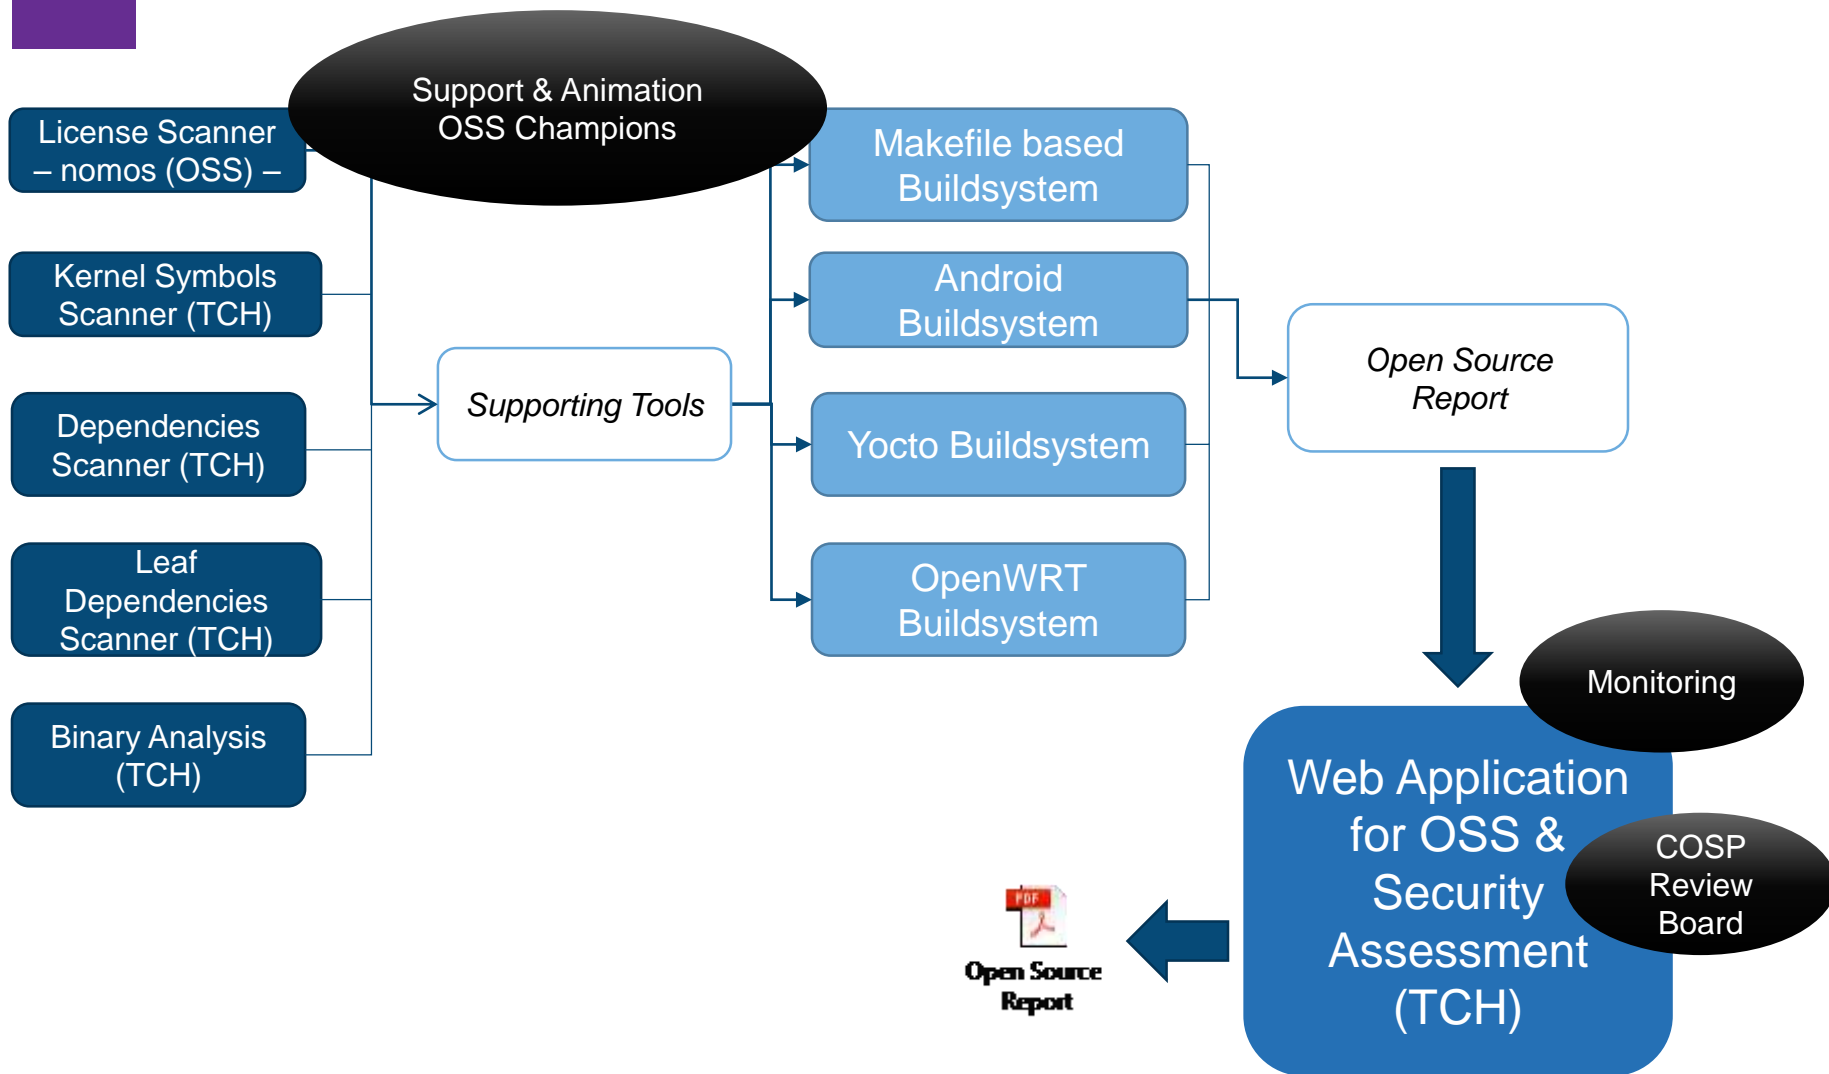 Support & Animation
OSS Champions
License Scanner
– nomos (OSS) –
Kernel Symbols
Scanner (TCH)
Dependencies
Scanner (TCH)
Leaf
Dependencies
Scanner (TCH)
Binary Analysis
(TCH)
Supporting Tools
Makefile based
Buildsystem
Android
Buildsystem
Yocto Buildsystem
OpenWRT
Buildsystem
Open Source
Report
Monitoring
Web Application
for OSS &
Security
Assessment
(TCH)
COSP
Review
Board
PDF
Open Source
Report